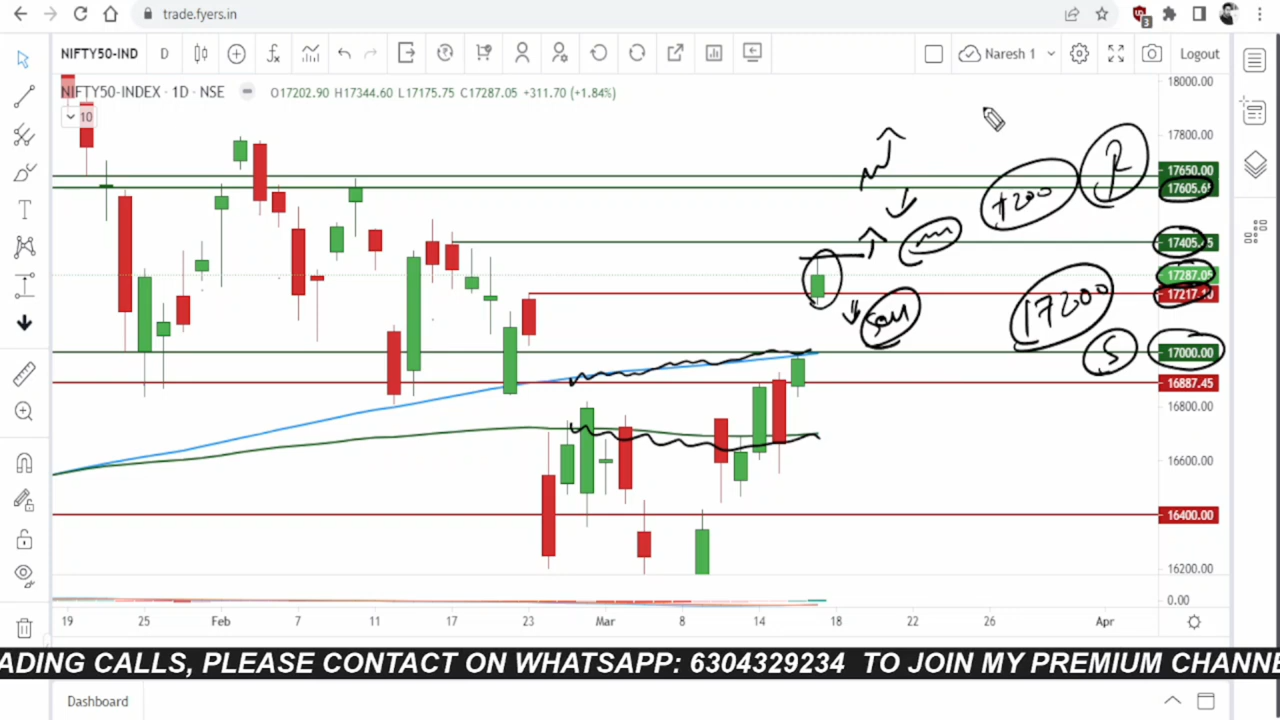 trade.fyers.in
3
NIFTY50-IND D Naresh 1 Logout
NIFTY50-INDEX · 1D · NSE O17202.90 H17344.60 L17175.75 C17287.05 +311.70 (+1.84%)
10
18000.00
17800.00
17650.00
R
17605.6
+200
17405.
17287.05
17217.10
17200
17000.00
S
16887.45
16800.00
16600.00
16400.00
16200.00
0.00
19 25 Feb 7 11 17 23 Mar 8 14 18 22 26 Apr
ADING CALLS, PLEASE CONTACT ON WHATSAPP: 6304329234 TO JOIN MY PREMIUM CHANNE
Dashboard